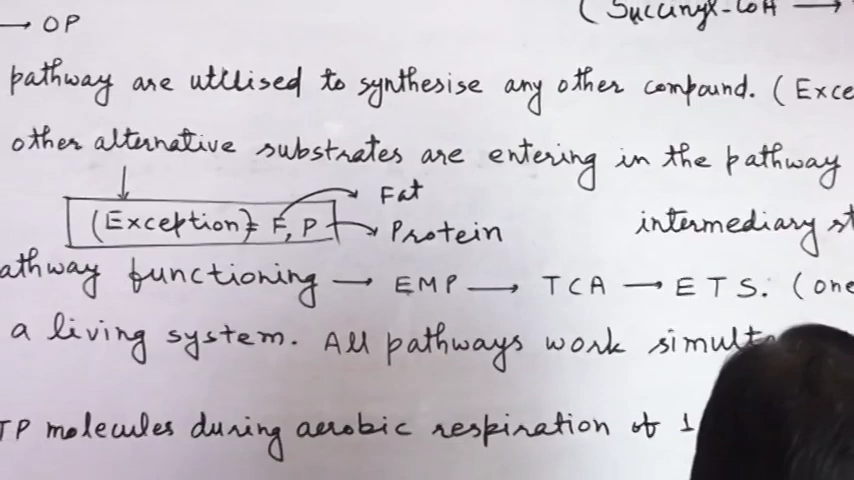 → OP
(Succinyl-CoA →
pathway are utilised to synthesise any other compound. (Exce
other alternative substrates are entering in the pathway
Fat
(Exception)= F, P
Protein
intermediary st
athway functioning → EMP → TCA → ETS. (one
a living system. All pathways work simult
TP molecules during aerobic respiration of 1